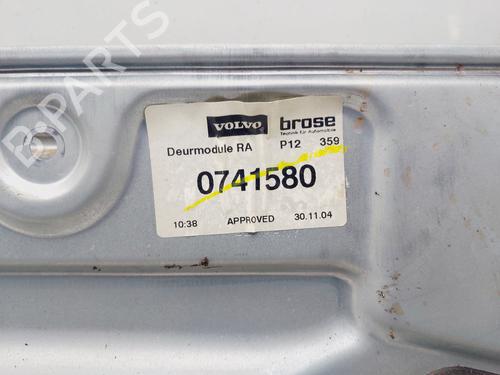 VOLVO brose
Technik für Automobile
Deurmodule RA P12 359
0741580
10:38 APPROVED 30.11.04
B-PARTS